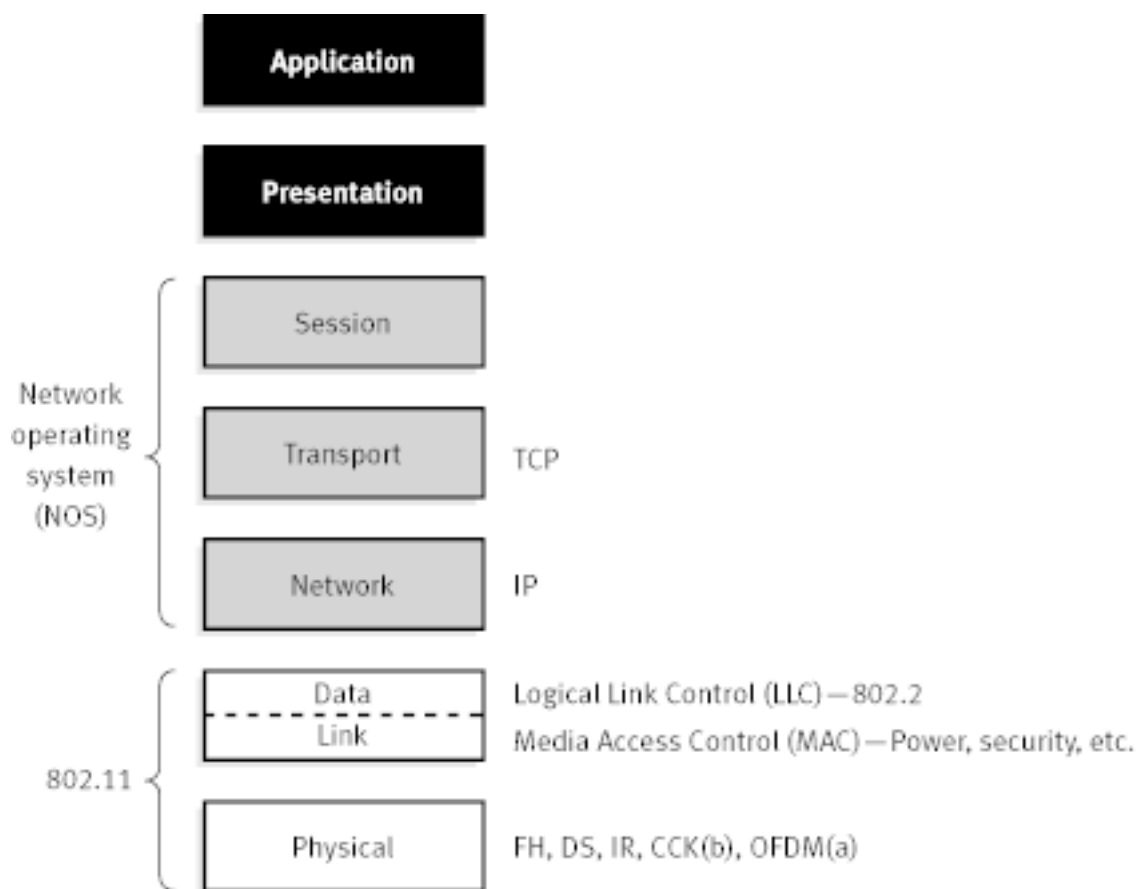 Application
Presentation
Session
Network
operating
system
(NOS)
Transport
TCP
Network
IP
Data
Logical Link Control (LLC)—802.2
Link
Media Access Control (MAC)—Power, security, etc.
802.11
Physical
FH, DS, IR, CCK(b), OFDM(a)